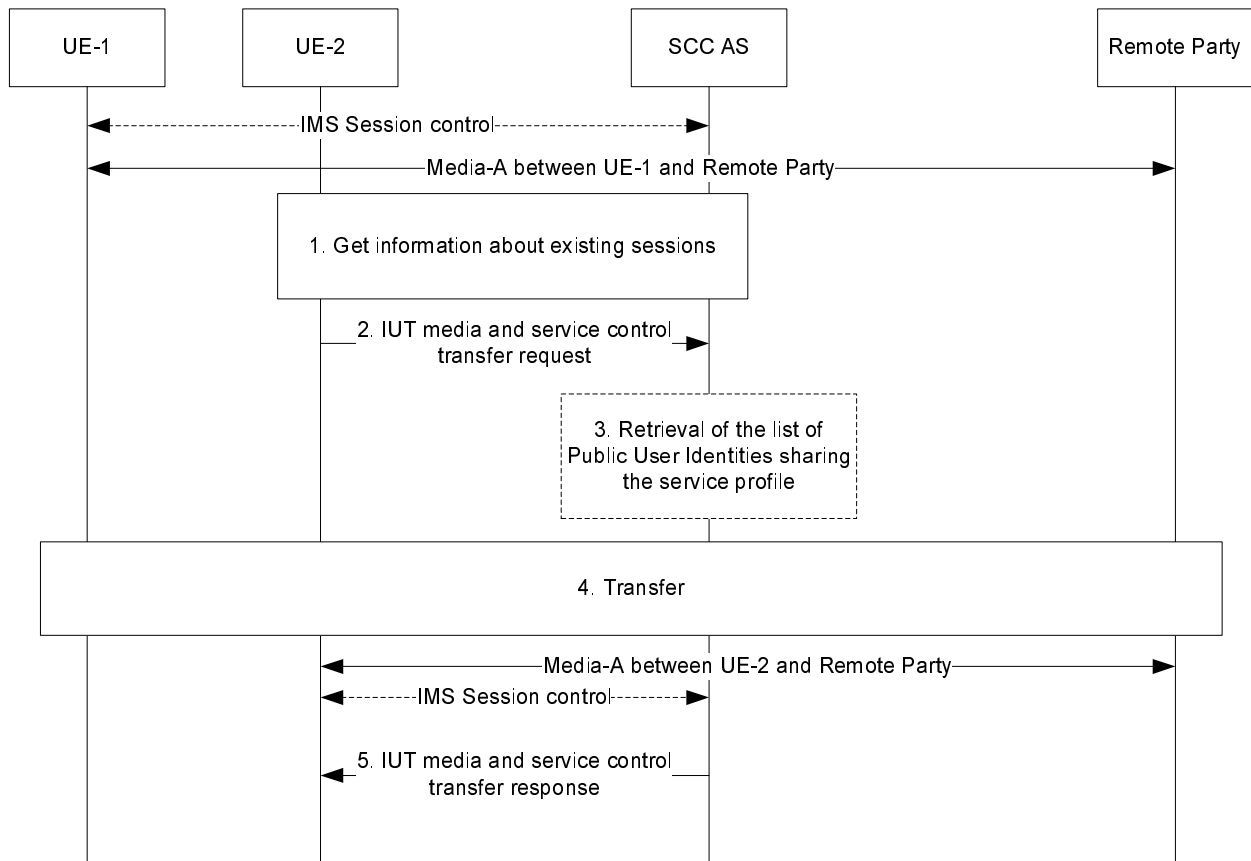 UE-1
UE-2
SCC AS
Remote Party
IMS Session control
Media-A between UE-1 and Remote Party
1. Get information about existing sessions
2. IUT media and service control
transfer request
3. Retrieval of the list of
Public User Identities sharing
the service profile
4. Transfer
Media-A between UE-2 and Remote Party
IMS Session control
5. IUT media and service control
transfer response